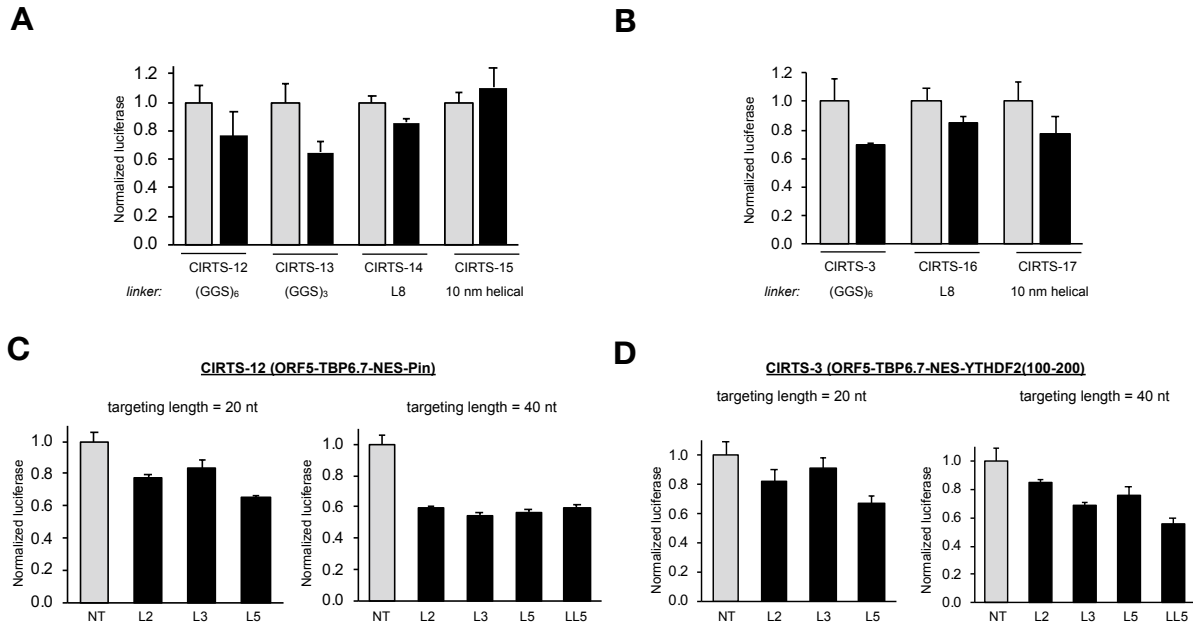 A
Normalized luciferase
1.2
1.0
0.8
0.6
0.4
0.2
0.0
CIRTS-12 CIRTS-13 CIRTS-14 CIRTS-15
linker: (GGS)₆ (GGS)₃ L8 10 nm helical
B
Normalized luciferase
1.2
1.0
0.8
0.6
0.4
0.2
0.0
CIRTS-3 CIRTS-16 CIRTS-17
linker: (GGS)₆ L8 10 nm helical
C
CIRTS-12 (ORF5-TBP6.7-NES-Pin)
targeting length = 20 nt
Normalized luciferase
1.0
0.8
0.6
0.4
0.2
0.0
NT L2 L3 L5
targeting length = 40 nt
Normalized luciferase
1.0
0.8
0.6
0.4
0.2
0.0
NT L2 L3 L5 LL5
D
CIRTS-3 (ORF5-TBP6.7-NES-YTHDF2(100-200)
targeting length = 20 nt
Normalized luciferase
1.0
0.8
0.6
0.4
0.2
0.0
NT L2 L3 L5
targeting length = 40 nt
Normalized luciferase
1.0
0.8
0.6
0.4
0.2
0.0
NT L2 L3 L5 LL5